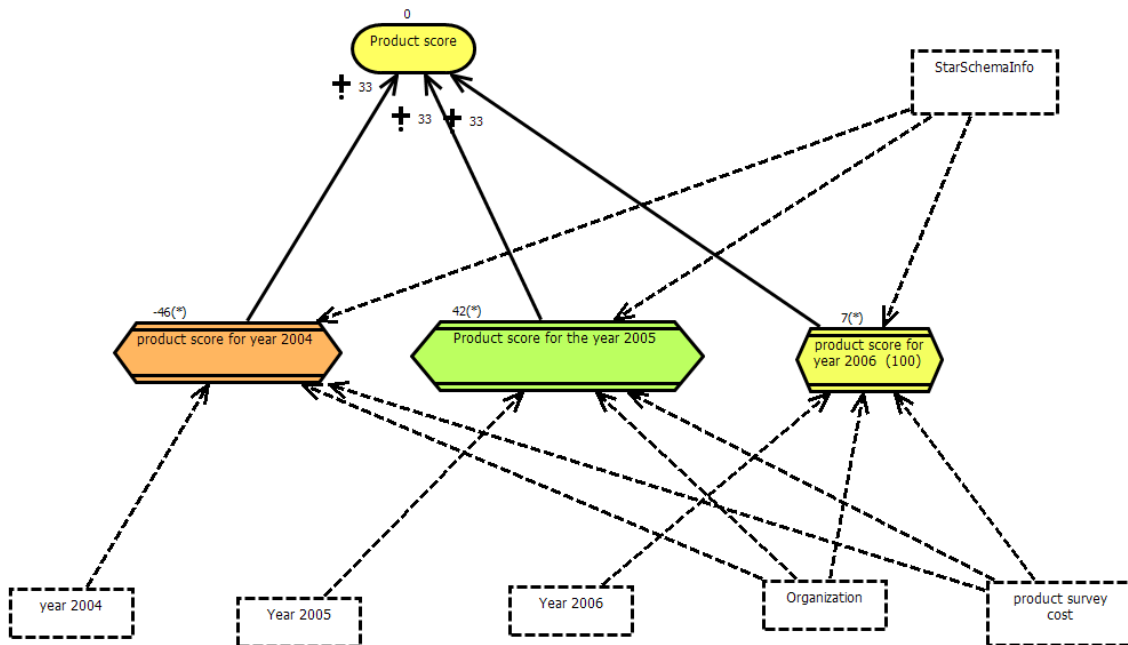 0
Product score
33
33
33
StarSchemaInfo
-46(*)
product score for year 2004
42(*)
Product score for the year 2005
7(*)
product score for
year 2006 (100)
year 2004
Year 2005
Year 2006
Organization
product survey
cost